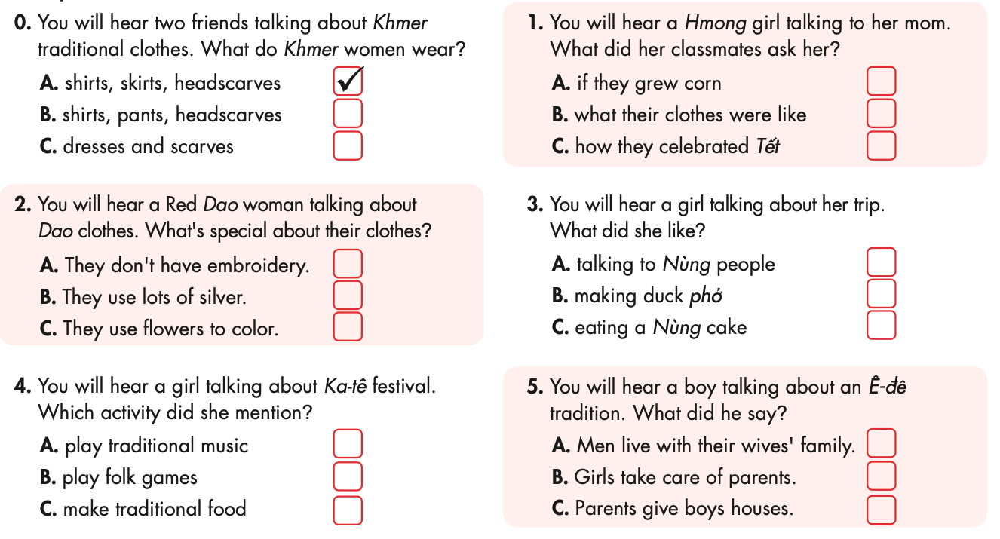 0. You will hear two friends talking about Khmer
traditional clothes. What do Khmer women wear?
A. shirts, skirts, headscarves
B. shirts, pants, headscarves
C. dresses and scarves
1. You will hear a Hmong girl talking to her mom.
What did her classmates ask her?
A. if they grew corn
B. what their clothes were like
C. how they celebrated Tết
2. You will hear a Red Dao woman talking about
Dao clothes. What's special about their clothes?
A. They don't have embroidery.
B. They use lots of silver.
C. They use flowers to color.
3. You will hear a girl talking about her trip.
What did she like?
A. talking to Nùng people
B. making duck phở
C. eating a Nùng cake
4. You will hear a girl talking about Ka-tê festival.
Which activity did she mention?
A. play traditional music
B. play folk games
C. make traditional food
5. You will hear a boy talking about an Ê-đê
tradition. What did he say?
A. Men live with their wives' family.
B. Girls take care of parents.
C. Parents give boys houses.